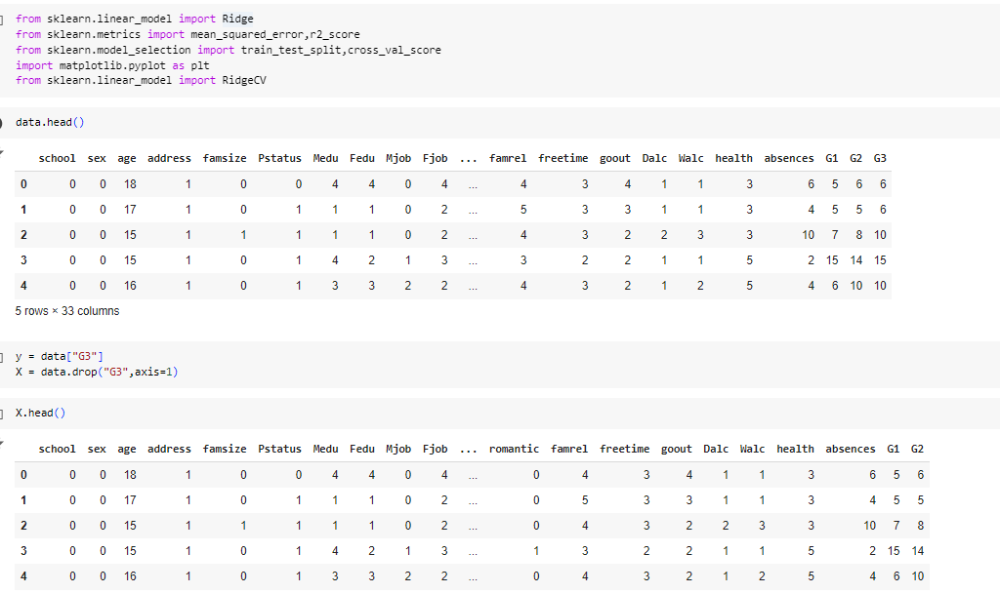 from sklearn.linear_model import Ridge
from sklearn.metrics import mean_squared_error,r2_score
from sklearn.model_selection import train_test_split,cross_val_score
import matplotlib.pyplot as plt
from sklearn.linear_model import RidgeCV
data.head()
school sex age address famsize Pstatus Medu Fedu Mjob Fjob ... famrel freetime goout Dalc Walc health absences G1 G2 G3
0 0 0 18 1 0 0 4 4 0 4 ... 4 3 4 1 1 3 6 5 6 6
1 0 0 17 1 0 1 1 1 0 2 ... 5 3 3 1 1 3 4 5 5 6
2 0 0 15 1 1 1 1 1 0 2 ... 4 3 2 2 3 3 10 7 8 10
3 0 0 15 1 0 1 4 2 1 3 ... 3 2 2 1 1 5 2 15 14 15
4 0 0 16 1 0 1 3 3 2 2 ... 4 3 2 1 2 5 4 6 10 10
5 rows × 33 columns
y = data["G3"]
X = data.drop("G3",axis=1)
X.head()
school sex age address famsize Pstatus Medu Fedu Mjob Fjob ... romantic famrel freetime goout Dalc Walc health absences G1 G2
0 0 0 18 1 0 0 4 4 0 4 ... 0 4 3 4 1 1 3 6 5 6
1 0 0 17 1 0 1 1 1 0 2 ... 0 5 3 3 1 1 3 4 5 5
2 0 0 15 1 1 1 1 1 0 2 ... 0 4 3 2 2 3 3 10 7 8
3 0 0 15 1 0 1 4 2 1 3 ... 1 3 2 2 1 1 5 2 15 14
4 0 0 16 1 0 1 3 3 2 2 ... 0 4 3 2 1 2 5 4 6 10